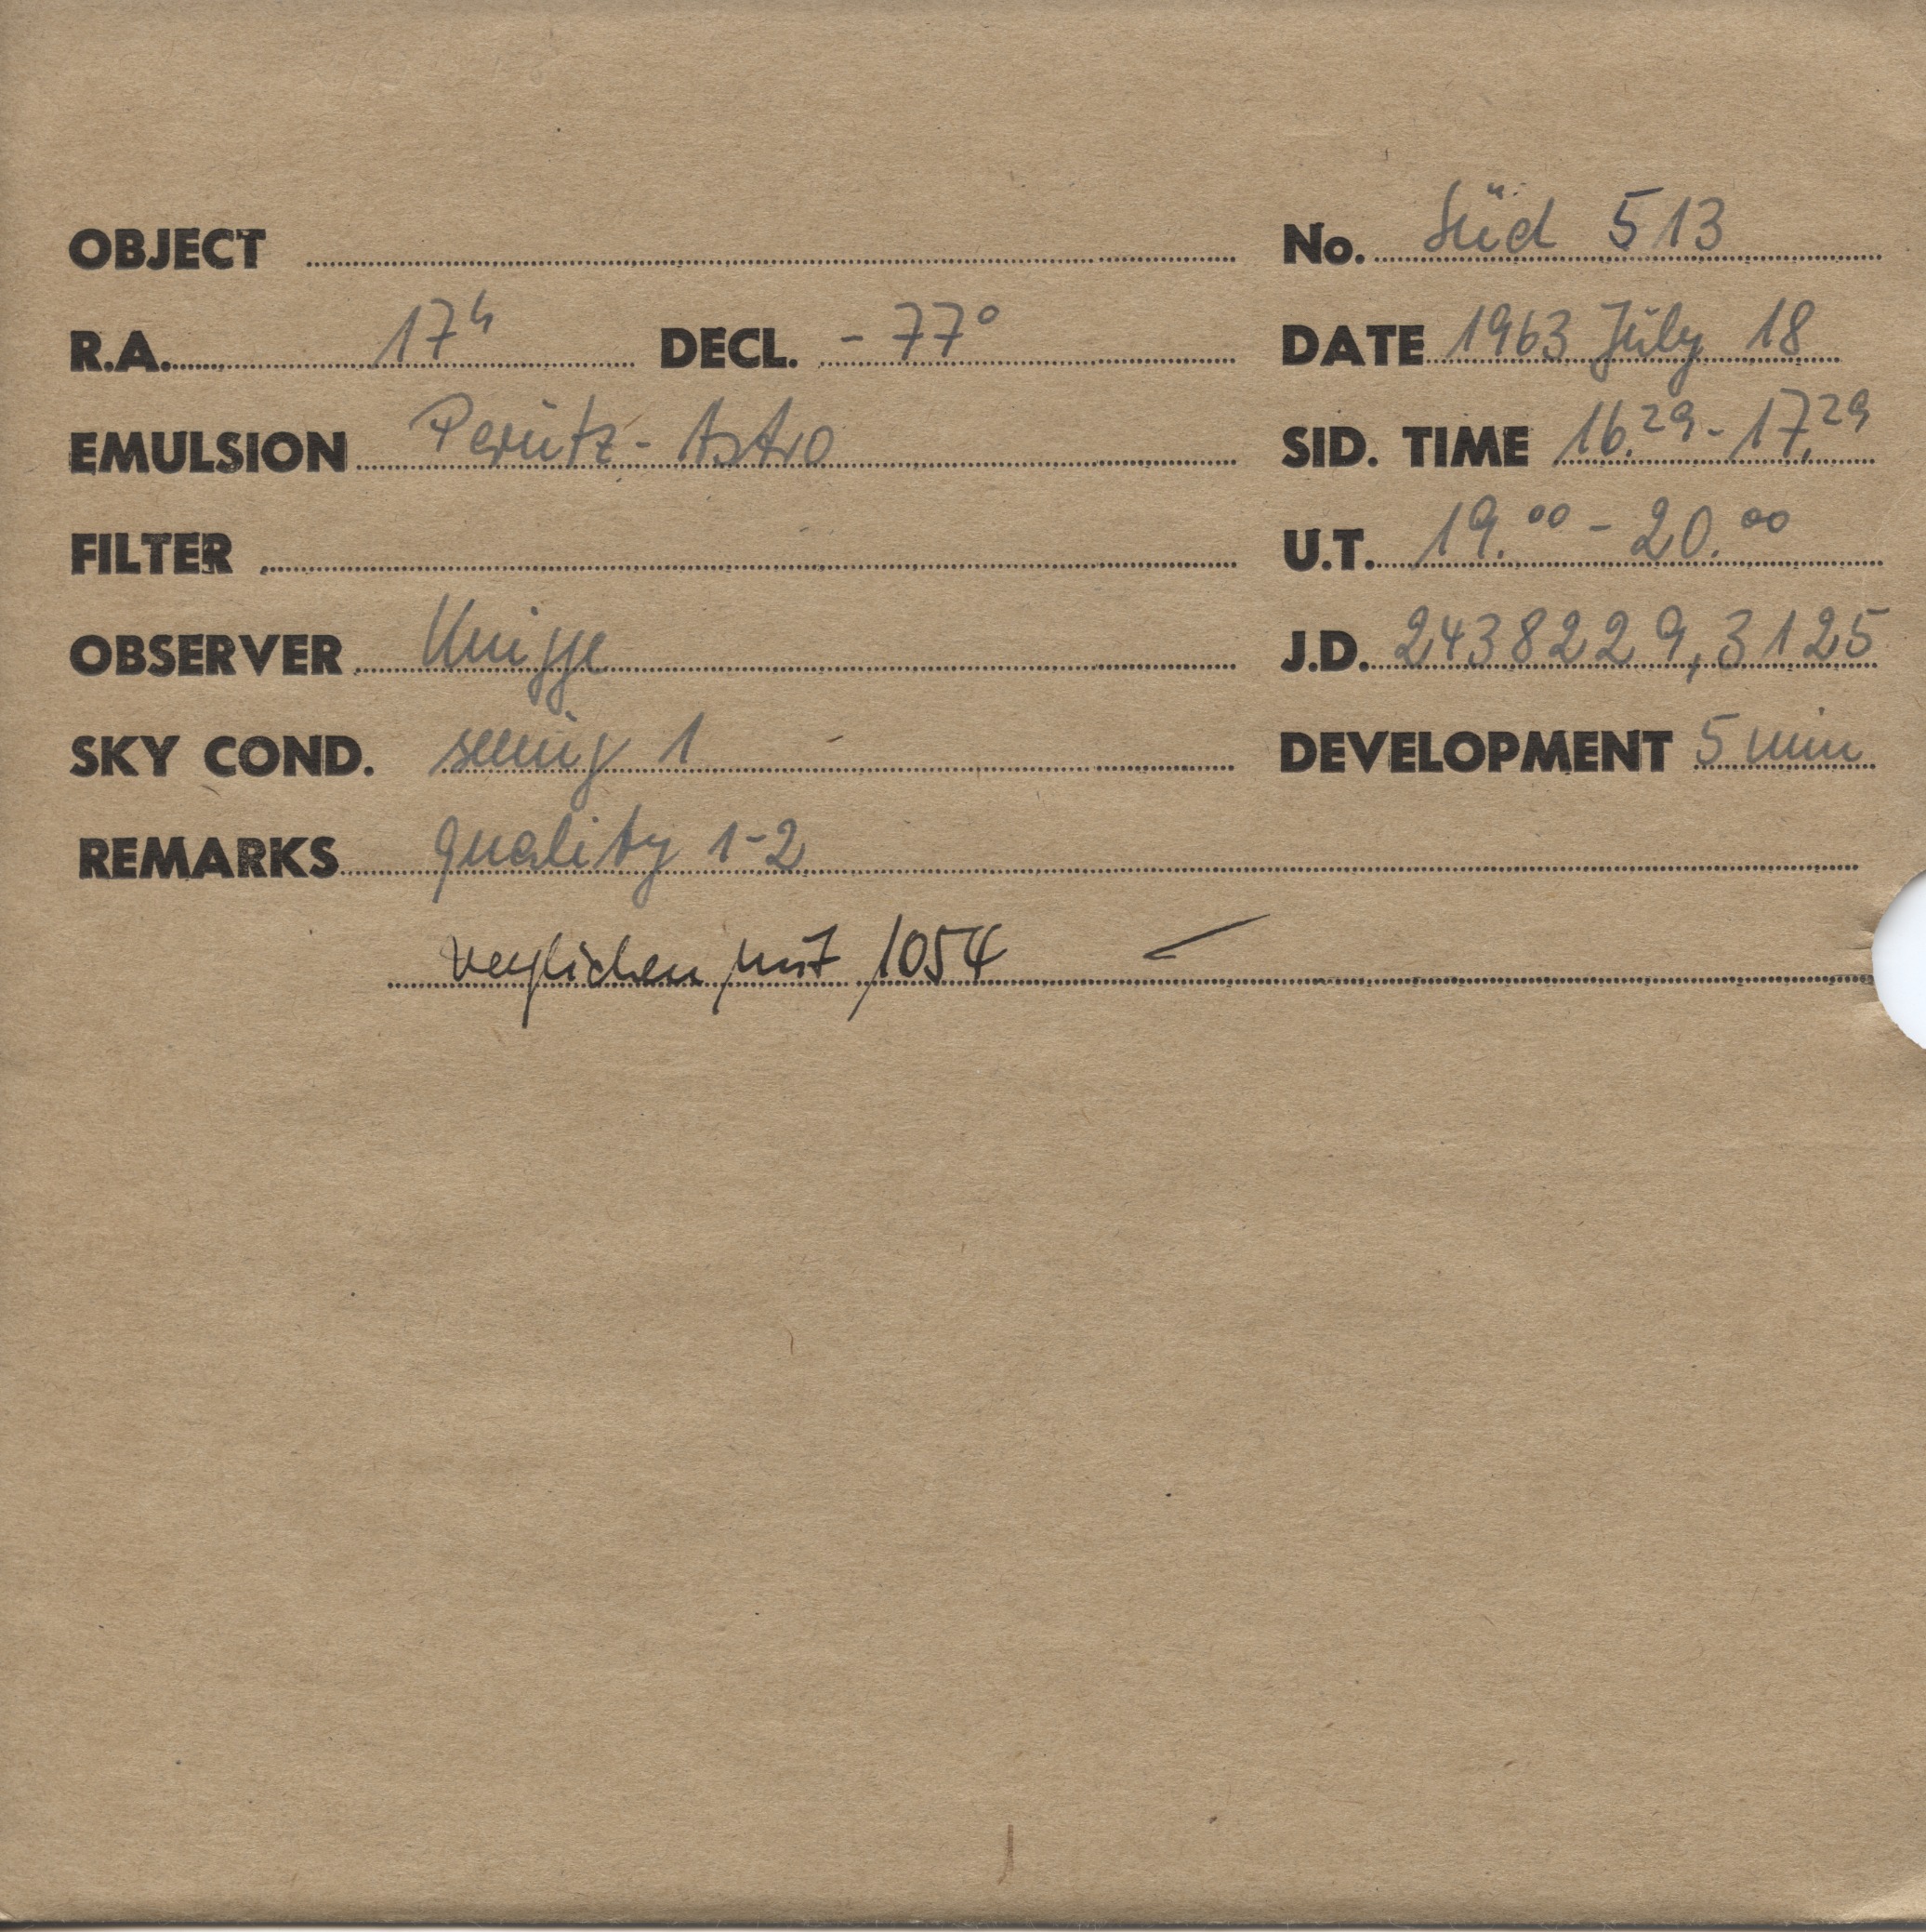 OBJECT No. Süd 513
R.A. 17h DECL. - 77° DATE 1963 July 18
EMULSION Perutz - Astro SID. TIME 16.29 - 17.29
FILTER U.T. 19.00 - 20.00
OBSERVER Knigge J.D. 2438229,3125
SKY COND. seeing 1 DEVELOPMENT 5 min
REMARKS quality 1-2
verglichen mit 1054